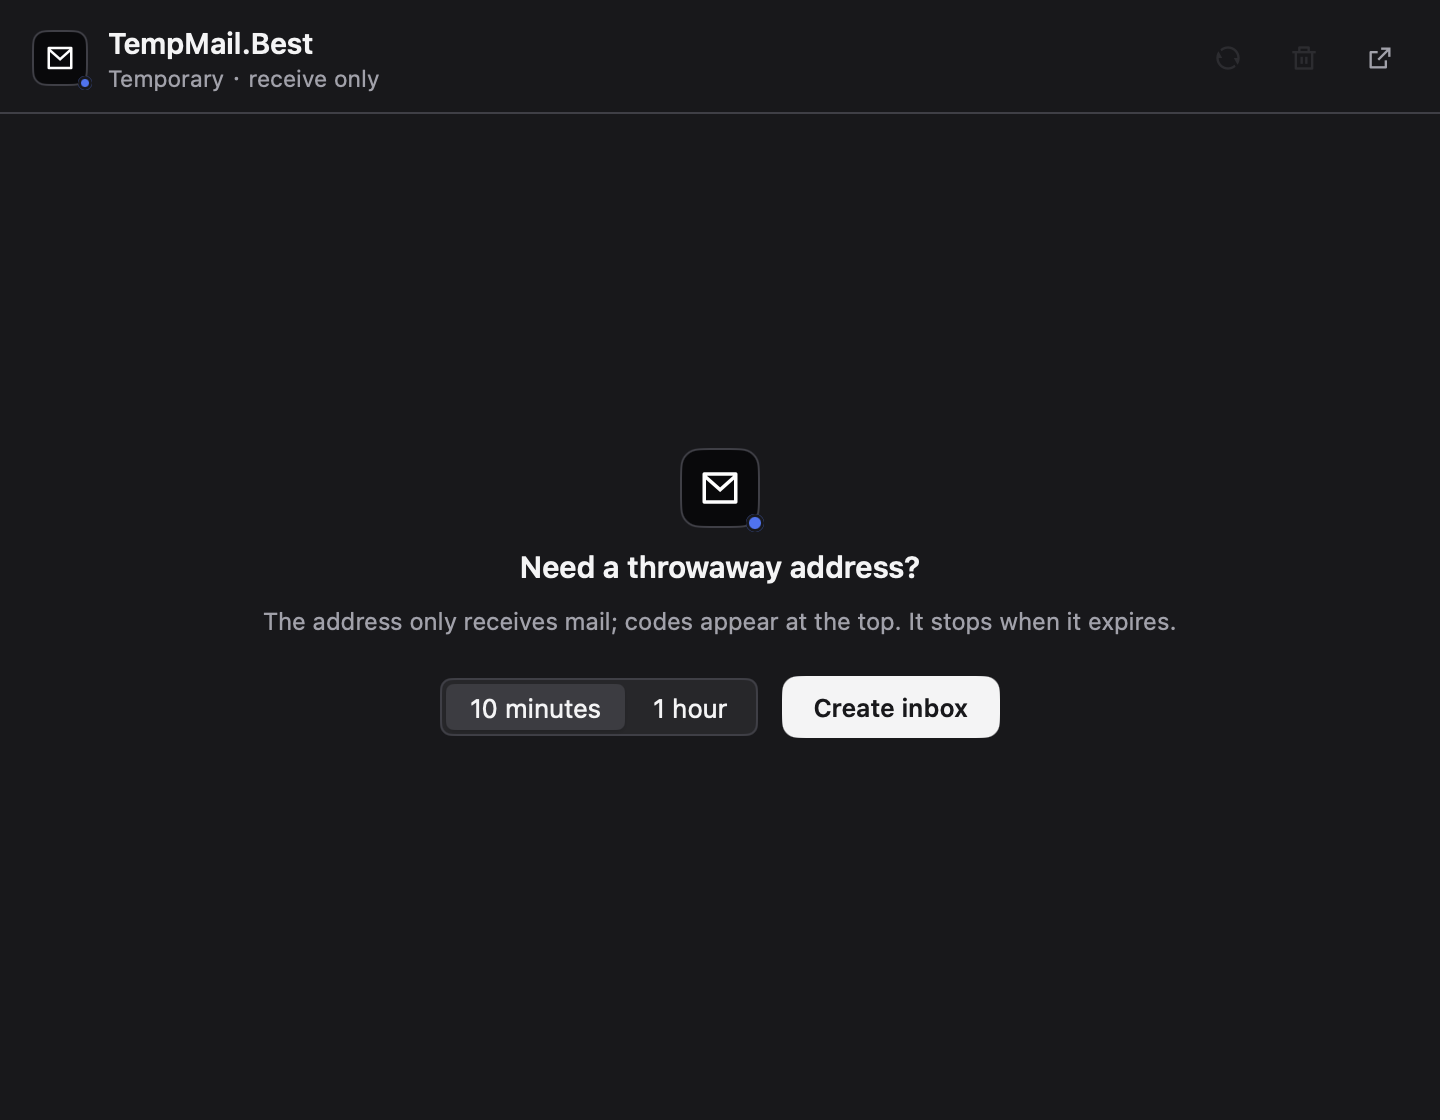 TempMail.Best
Temporary · receive only
Need a throwaway address?
The address only receives mail; codes appear at the top. It stops when it expires.
10 minutes
1 hour
Create inbox